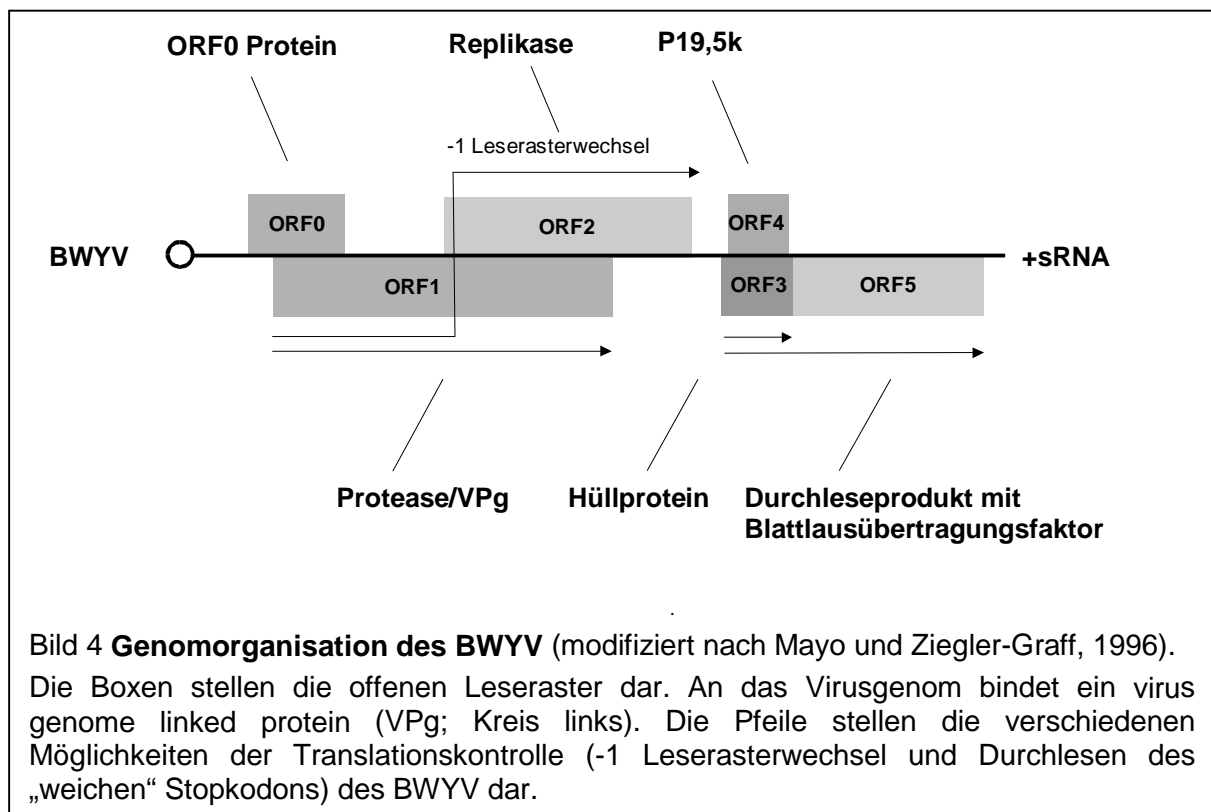 ORF0 Protein
Replikase
P19,5k
-1 Leserasterwechsel
ORF0
ORF2
ORF4
BWYV
+sRNA
ORF1
ORF3
ORF5
Protease/VPg
Hüllprotein
Durchleseprodukt mit
Blattlausübertragungsfaktor
.
Bild 4 Genomorganisation des BWYV (modifiziert nach Mayo und Ziegler-Graff, 1996).
Die Boxen stellen die offenen Leseraster dar. An das Virusgenom bindet ein virus
genome linked protein (VPg; Kreis links). Die Pfeile stellen die verschiedenen
Möglichkeiten der Translationskontrolle (-1 Leserasterwechsel und Durchlesen des
„weichen“ Stopkodons) des BWYV dar.